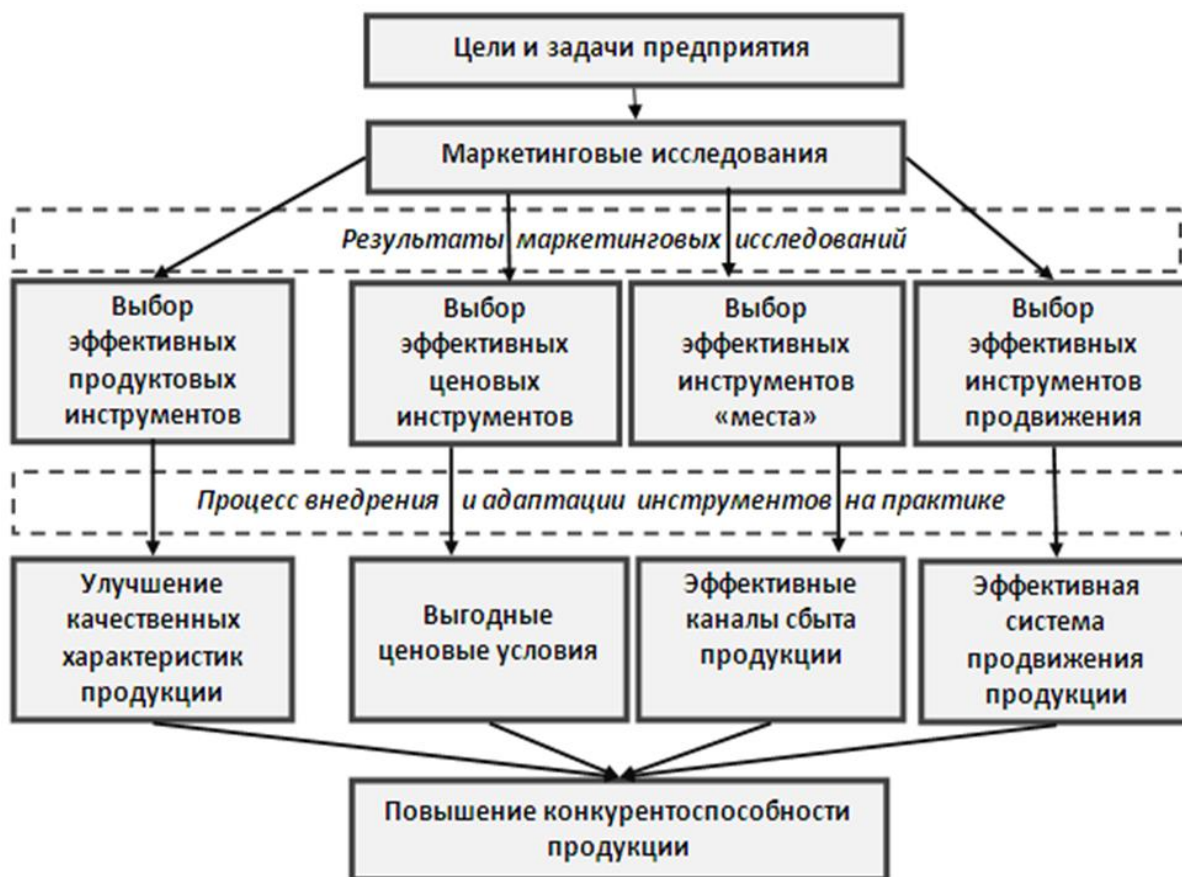 Цели и задачи предприятия
Маркетинговые исследования
Результаты маркетинговых исследований
Выбор
эффективных
продуктовых
инструментов
Выбор
эффективных
ценовых
инструментов
Выбор
эффективных
инструментов
«места»
Выбор
эффективных
инструментов
продвижения
Процесс внедрения и адаптации инструментов на практике
Улучшение
качественных
характеристик
продукции
Выгодные
ценовые условия
Эффективные
каналы сбыта
продукции
Эффективная
система
продвижения
продукции
Повышение конкурентоспособности
продукции